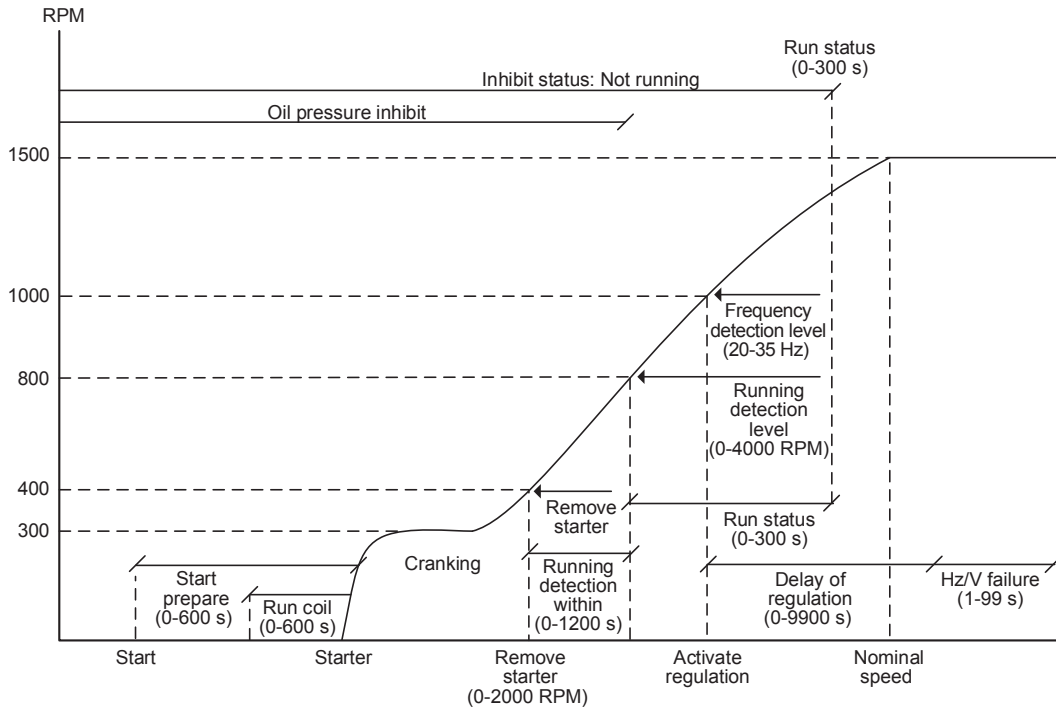 RPM
Run status
(0-300 s)
Inhibit status: Not running
Oil pressure inhibit
1500
1000
Frequency
detection level
(20-35 Hz)
800
Running
detection
level
(0-4000 RPM)
400
Remove
starter
Run status
(0-300 s)
300
Cranking
Start
prepare
(0-600 s)
Run coil
(0-600 s)
Running
detection
within
(0-1200 s)
Delay of
regulation
(0-9900 s)
Hz/V failure
(1-99 s)
Start
Starter
Remove
starter
(0-2000 RPM)
Activate
regulation
Nominal
speed